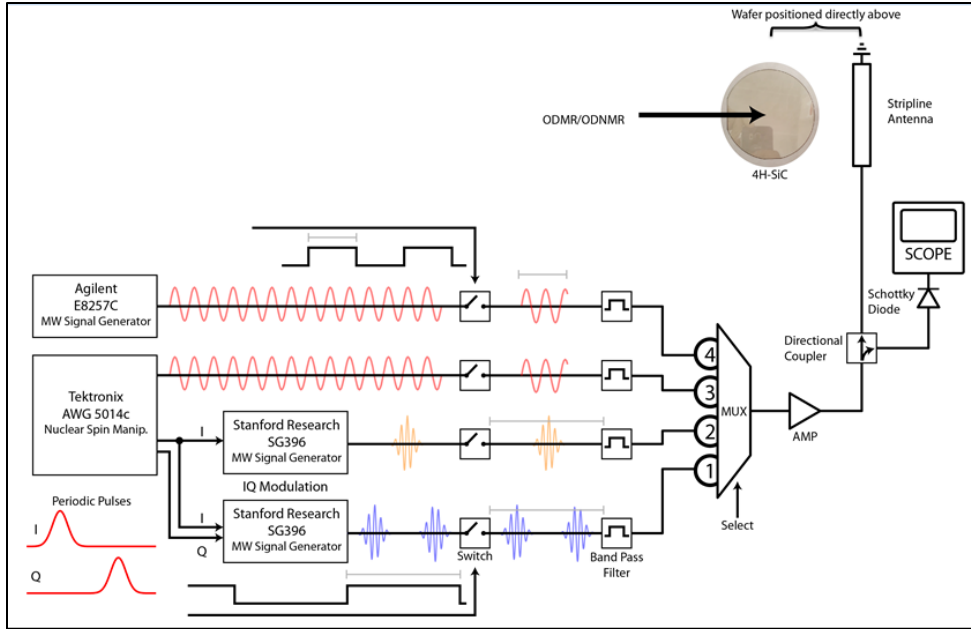 Wafer positioned directly above
ODMR/ODNMR
4H-SiC
Stripline
Antenna
SCOPE
Schottky
Diode
Directional
Coupler
Agilent
E8257C
MW Signal Generator
Tektronix
AWG 5014c
Nuclear Spin Manip.
I
Stanford Research
SG396
MW Signal Generator
IQ Modulation
I
Q
Stanford Research
SG396
MW Signal Generator
Switch
Band Pass
Filter
4
3
2
1
MUX
AMP
Select
Periodic Pulses
I
Q